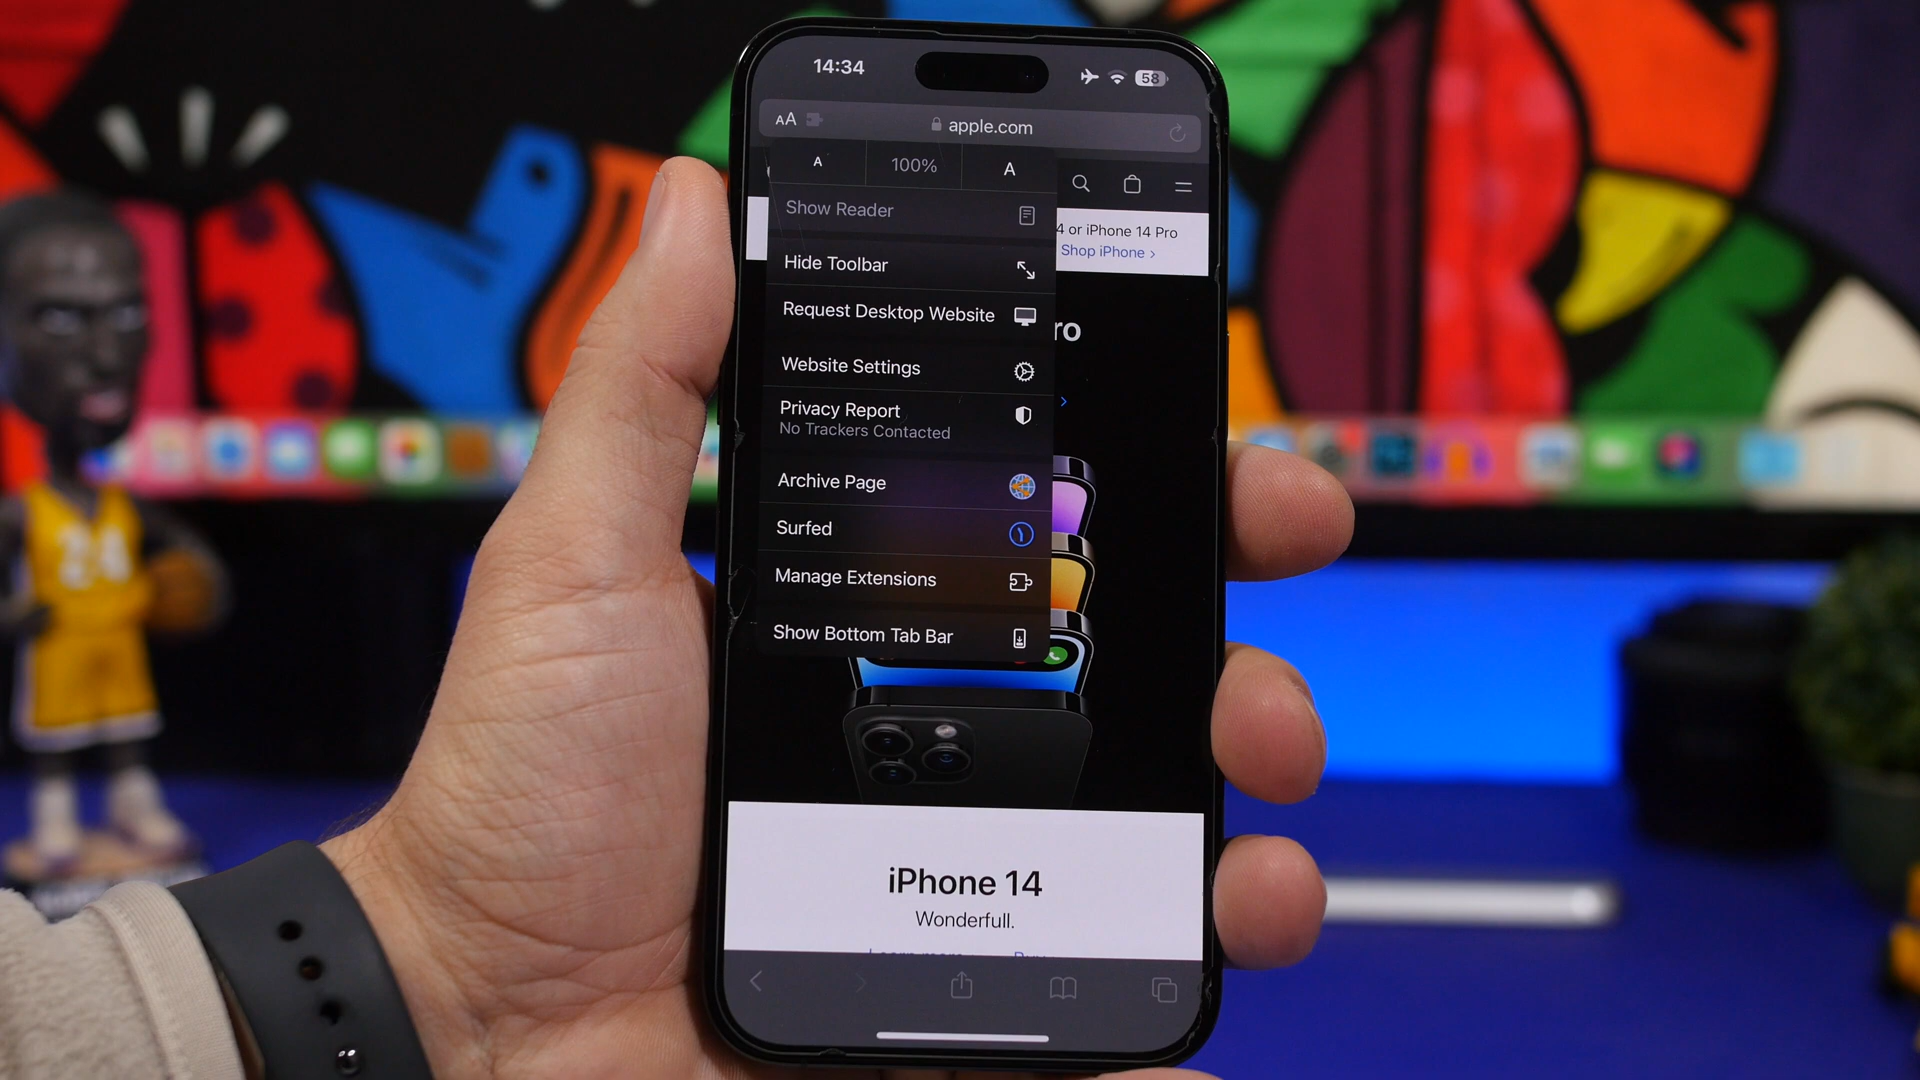 14:34
58
AA
apple.com
A
100%
A
Show Reader
4 or iPhone 14 Pro
Shop iPhone >
Hide Toolbar
Request Desktop Website
ro
Website Settings
Privacy Report
No Trackers Contacted
Archive Page
Surfed
Manage Extensions
Show Bottom Tab Bar
iPhone 14
Wonderfull.
24